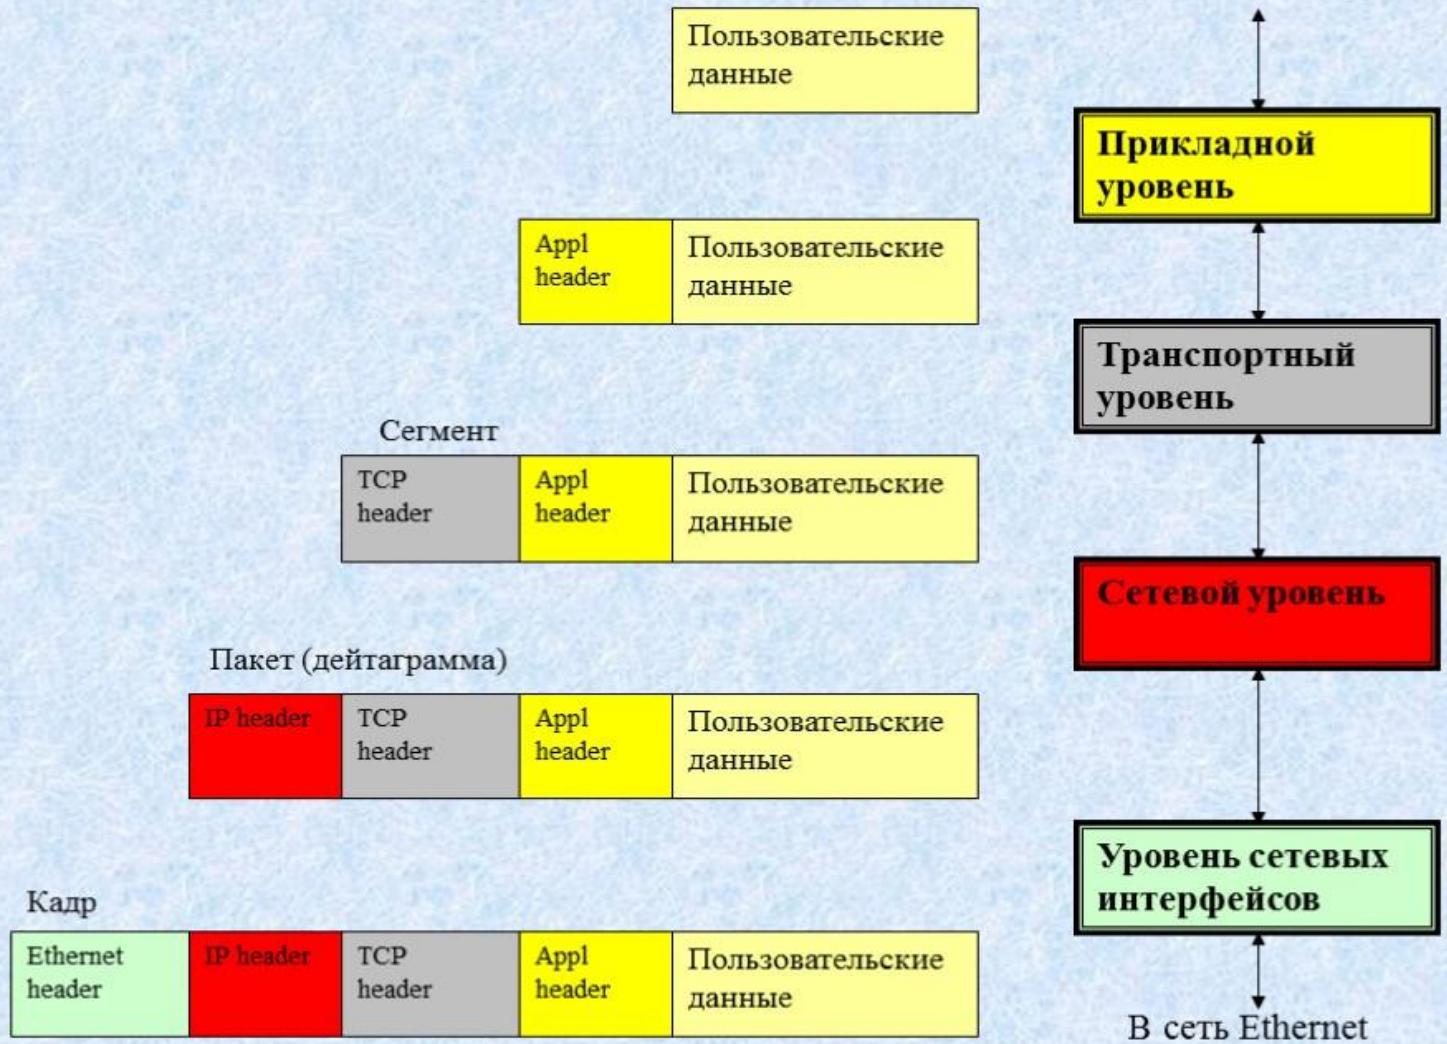 Пользовательские
данные
Прикладной
уровень
Appl
header
Пользовательские
данные
Транспортный
уровень
Сегмент
TCP
header
Appl
header
Пользовательские
данные
Сетевой уровень
Пакет (дейтаграмма)
IP header
TCP
header
Appl
header
Пользовательские
данные
Уровень сетевых
интерфейсов
Кадр
Ethernet
header
IP header
TCP
header
Appl
header
Пользовательские
данные
В сеть Ethernet